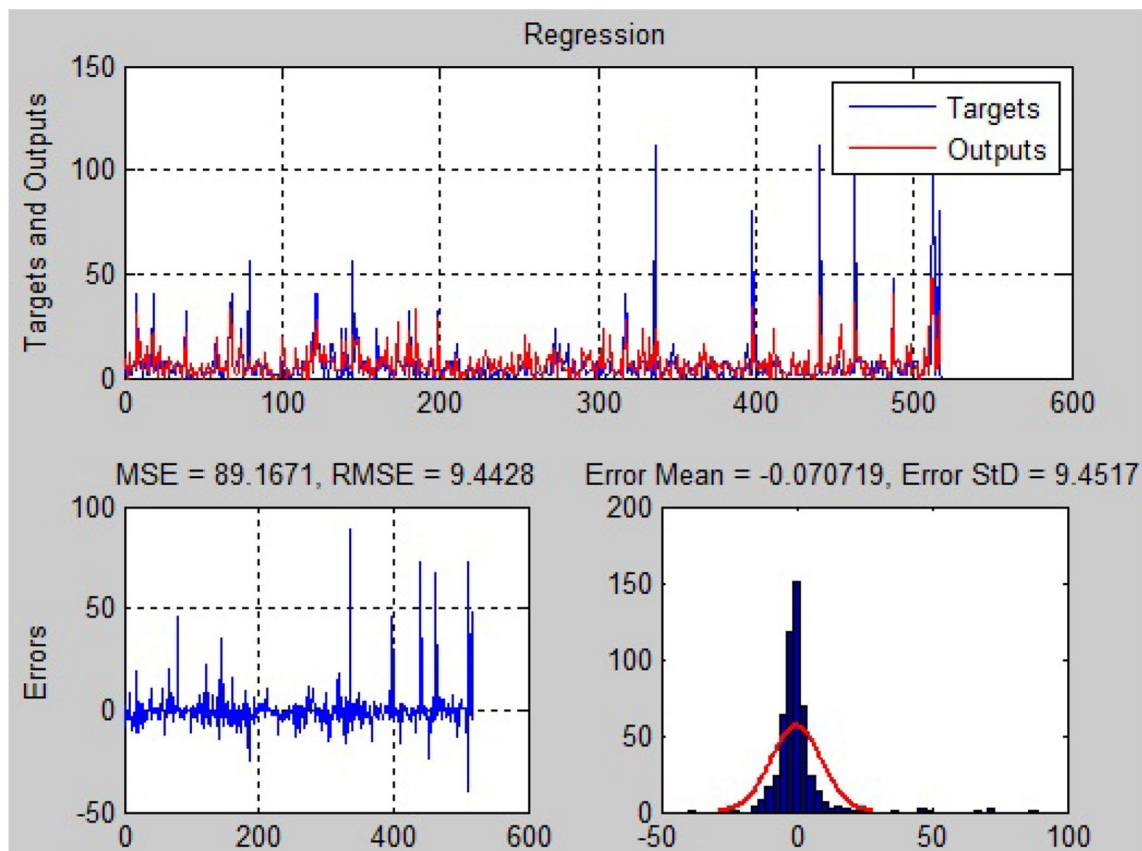 Regression
Targets and Outputs
150
100
50
0
0 100 200 300 400 500 600
Targets
Outputs
MSE = 89.1671, RMSE = 9.4428
Errors
100
50
0
-50
0 200 400 600
Error Mean = -0.070719, Error StD = 9.4517
200
150
100
50
0
-50 0 50 100